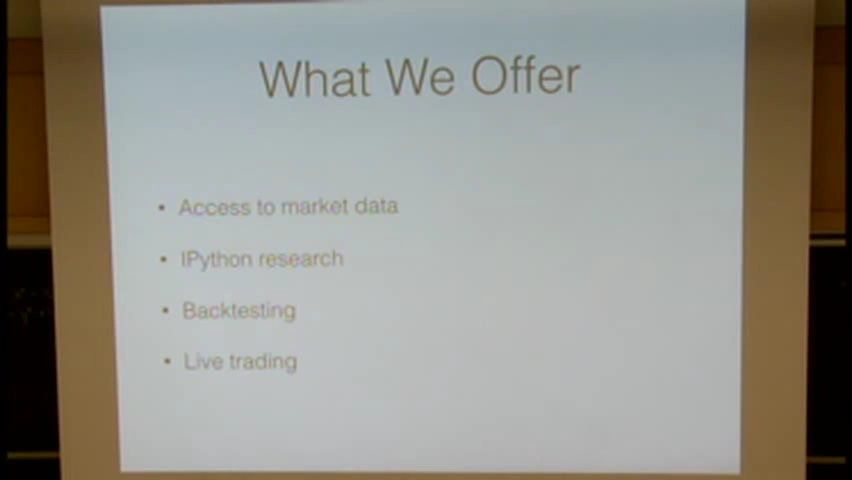 What We Offer
• Access to market data
• IPython research
• Backtesting
• Live trading